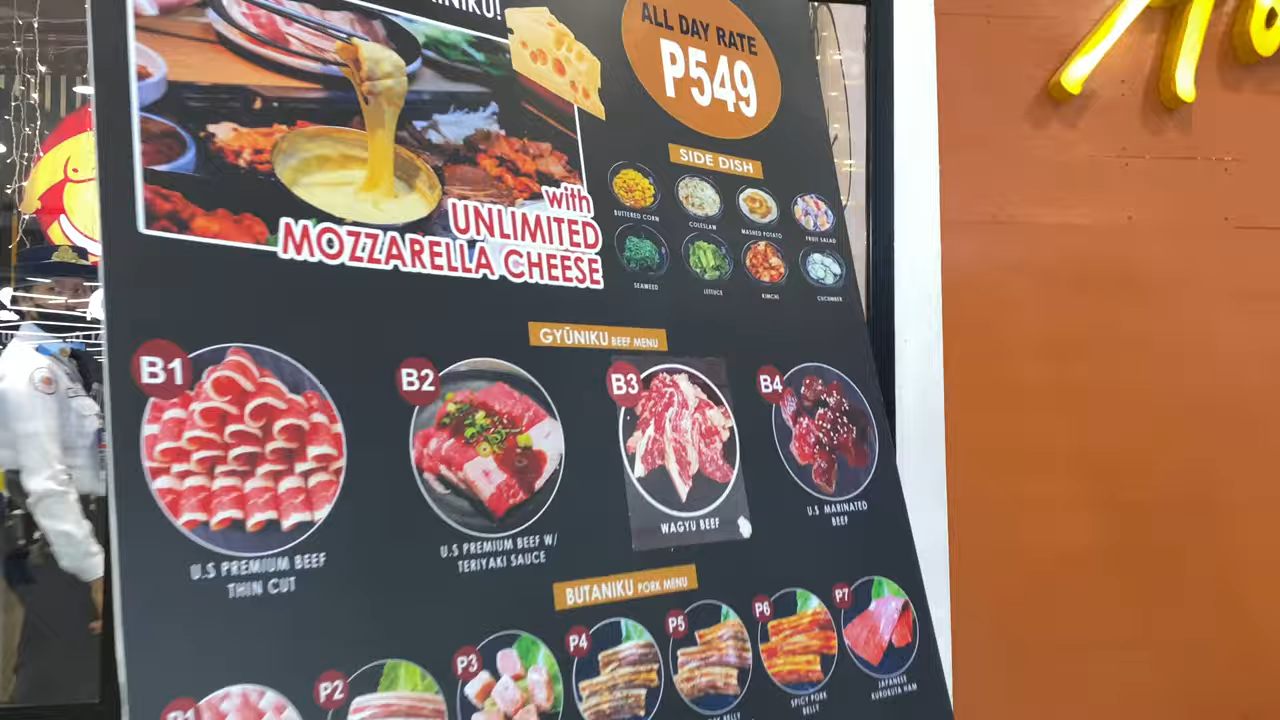 ALL DAY RATE
P549
SIDE DISH
BUTTERED CORN
COLESLAW
MASHED POTATO
FRUIT SALAD
SEAWEED
LETTUCE
KIMCHI
CUCUMBER
with
UNLIMITED
MOZZARELLA CHEESE
GYŪNIKU BEEF MENU
B1
B2
B3
B4
U.S PREMIUM BEEF
THIN CUT
U.S PREMIUM BEEF W/
TERIYAKI SAUCE
WAGYU BEEF
U.S MARINATED
BEEF
BUTANIKU PORK MENU
P1
P2
P3
P4
P5
P6
P7
BELLY
SPICY PORK
BELLY
JAPANESE
KUROBUTA HAM